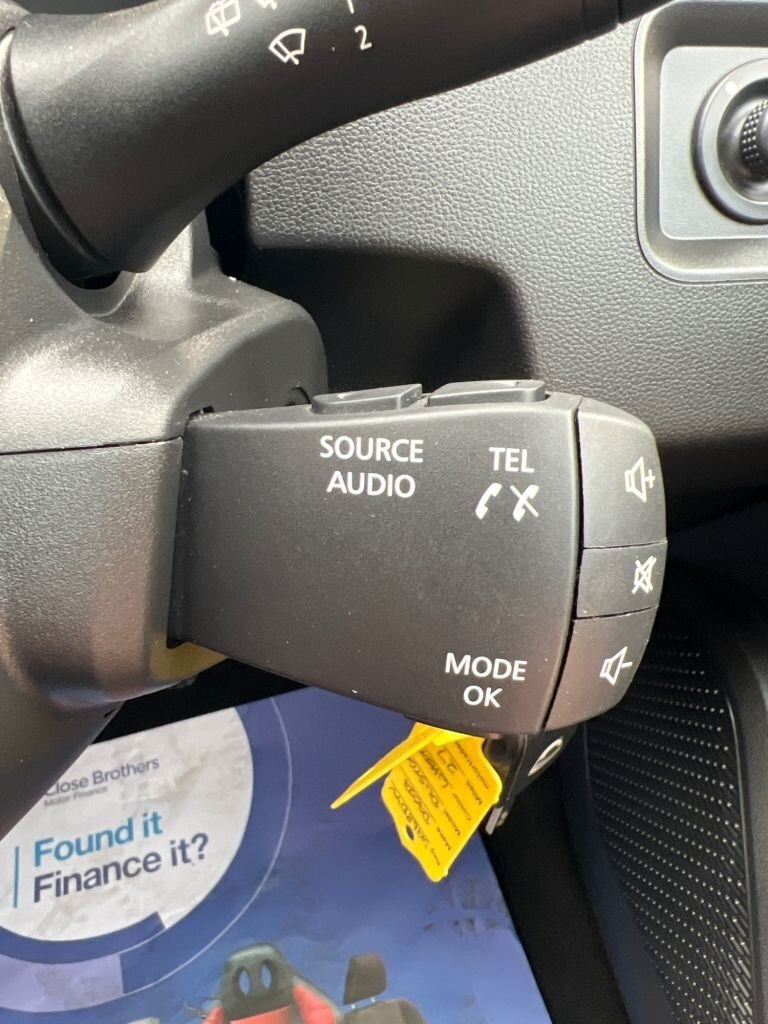 2
SOURCE
AUDIO
TEL
MODE
OK
Close Brothers
Motor Finance
Found it
Finance it?